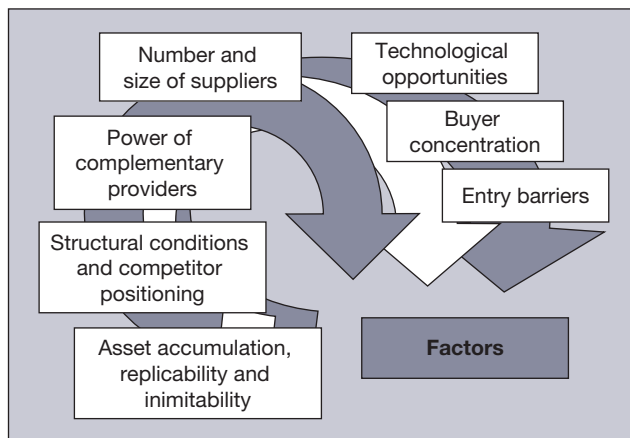 Number and
size of suppliers
Technological
opportunities
Buyer
concentration
Power of
complementary
providers
Entry barriers
Structural conditions
and competitor
positioning
Asset accumulation,
replicability and
inimitability
Factors